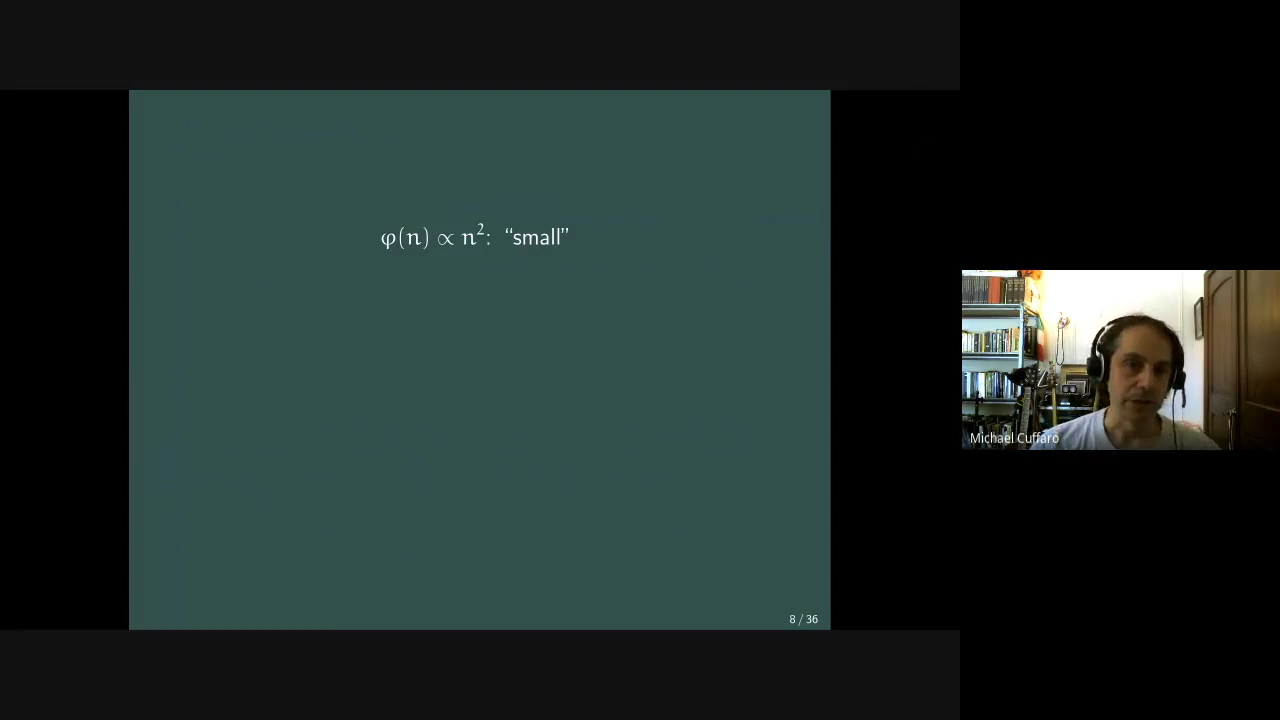 φ(n) ∝ n²: “small”
8 / 36
Michael Cuffaro